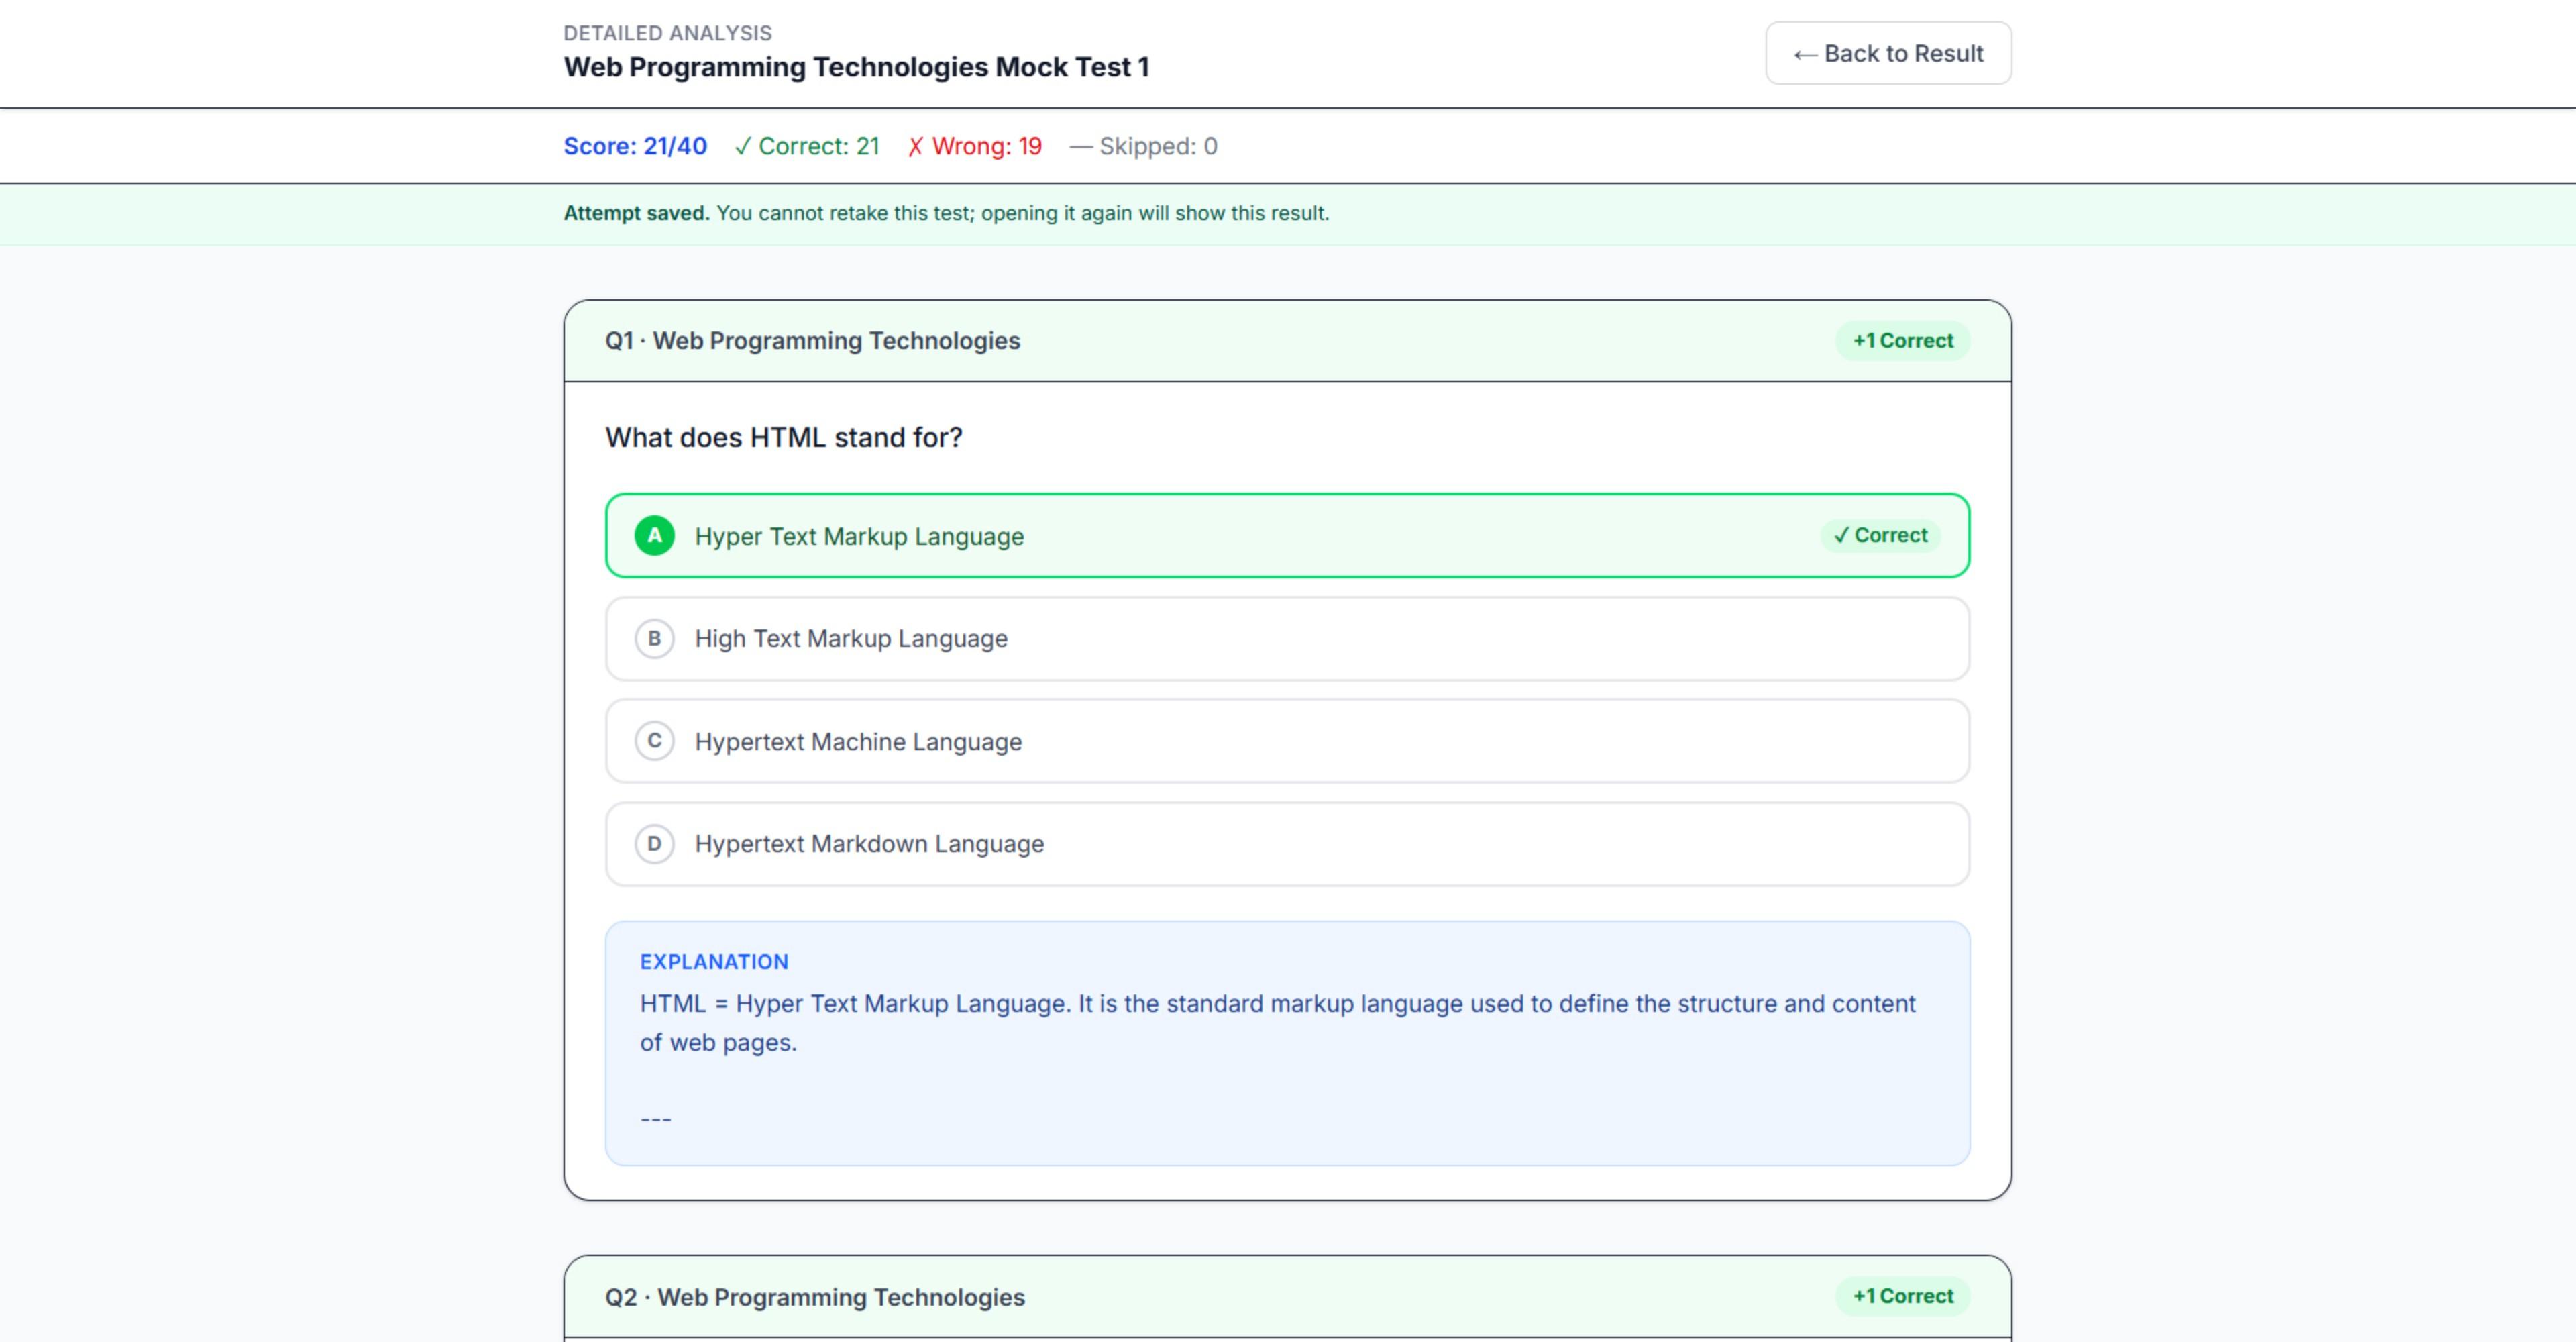 DETAILED ANALYSIS
Web Programming Technologies Mock Test 1
← Back to Result
Score: 21/40 ✓ Correct: 21 ✗ Wrong: 19 — Skipped: 0
Attempt saved. You cannot retake this test; opening it again will show this result.
Q1 · Web Programming Technologies
+1 Correct
What does HTML stand for?
A Hyper Text Markup Language ✓ Correct
B High Text Markup Language
C Hypertext Machine Language
D Hypertext Markdown Language
EXPLANATION
HTML = Hyper Text Markup Language. It is the standard markup language used to define the structure and content
of web pages.
---
Q2 · Web Programming Technologies
+1 Correct